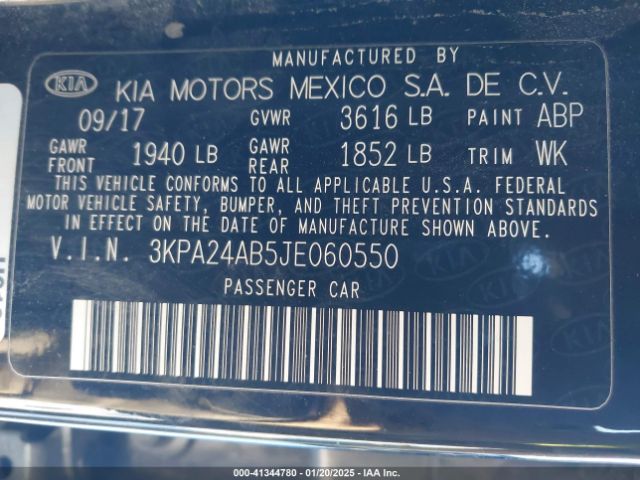 MANUFACTURED BY
KIA KIA MOTORS MEXICO S.A. DE C.V.
09/17 GVWR 3616 LB PAINT ABP
GAWR FRONT 1940 LB GAWR REAR 1852 LB TRIM WK
THIS VEHICLE CONFORMS TO ALL APPLICABLE U.S.A. FEDERAL
MOTOR VEHICLE SAFETY, BUMPER, AND THEFT PREVENTION STANDARDS
IN EFFECT ON THE DATE OF MANUFACTURE SHOWN ABOVE.
V.I.N. 3KPA24AB5JE060550
PASSENGER CAR
000-41344780 - 01/20/2025 - IAA Inc.